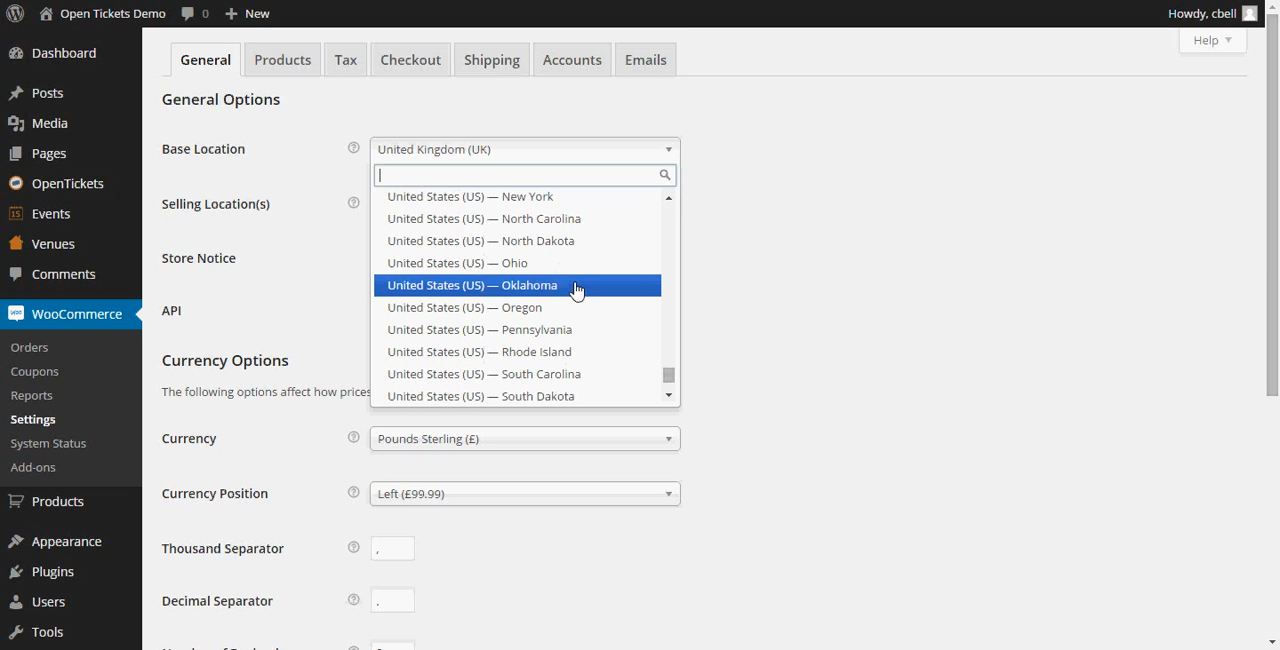 Open Tickets Demo 0 New Howdy, cbell
Help
Dashboard
Posts
Media
Pages
OpenTickets
15 Events
Venues
Comments
WooCommerce
Orders
Coupons
Reports
Settings
System Status
Add-ons
Products
Appearance
Plugins
Users
Tools
General Products Tax Checkout Shipping Accounts Emails
General Options
Base Location ? United Kingdom (UK)
United States (US) — New York
United States (US) — North Carolina
United States (US) — North Dakota
United States (US) — Ohio
United States (US) — Oklahoma
United States (US) — Oregon
United States (US) — Pennsylvania
United States (US) — Rhode Island
United States (US) — South Carolina
United States (US) — South Dakota
Selling Location(s) ?
Store Notice
API
Currency Options
The following options affect how prices
Currency ? Pounds Sterling (£)
Currency Position ? Left (£99.99)
Thousand Separator ? ,
Decimal Separator ? .